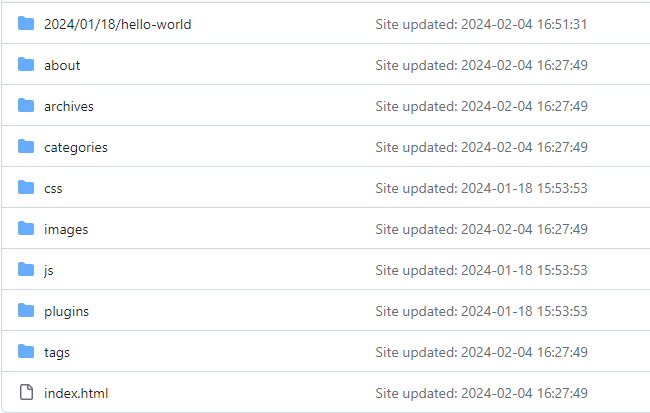 2024/01/18/hello-world Site updated: 2024-02-04 16:51:31
about Site updated: 2024-02-04 16:27:49
archives Site updated: 2024-02-04 16:27:49
categories Site updated: 2024-02-04 16:27:49
css Site updated: 2024-01-18 15:53:53
images Site updated: 2024-02-04 16:27:49
js Site updated: 2024-01-18 15:53:53
plugins Site updated: 2024-01-18 15:53:53
tags Site updated: 2024-02-04 16:27:49
index.html Site updated: 2024-02-04 16:27:49